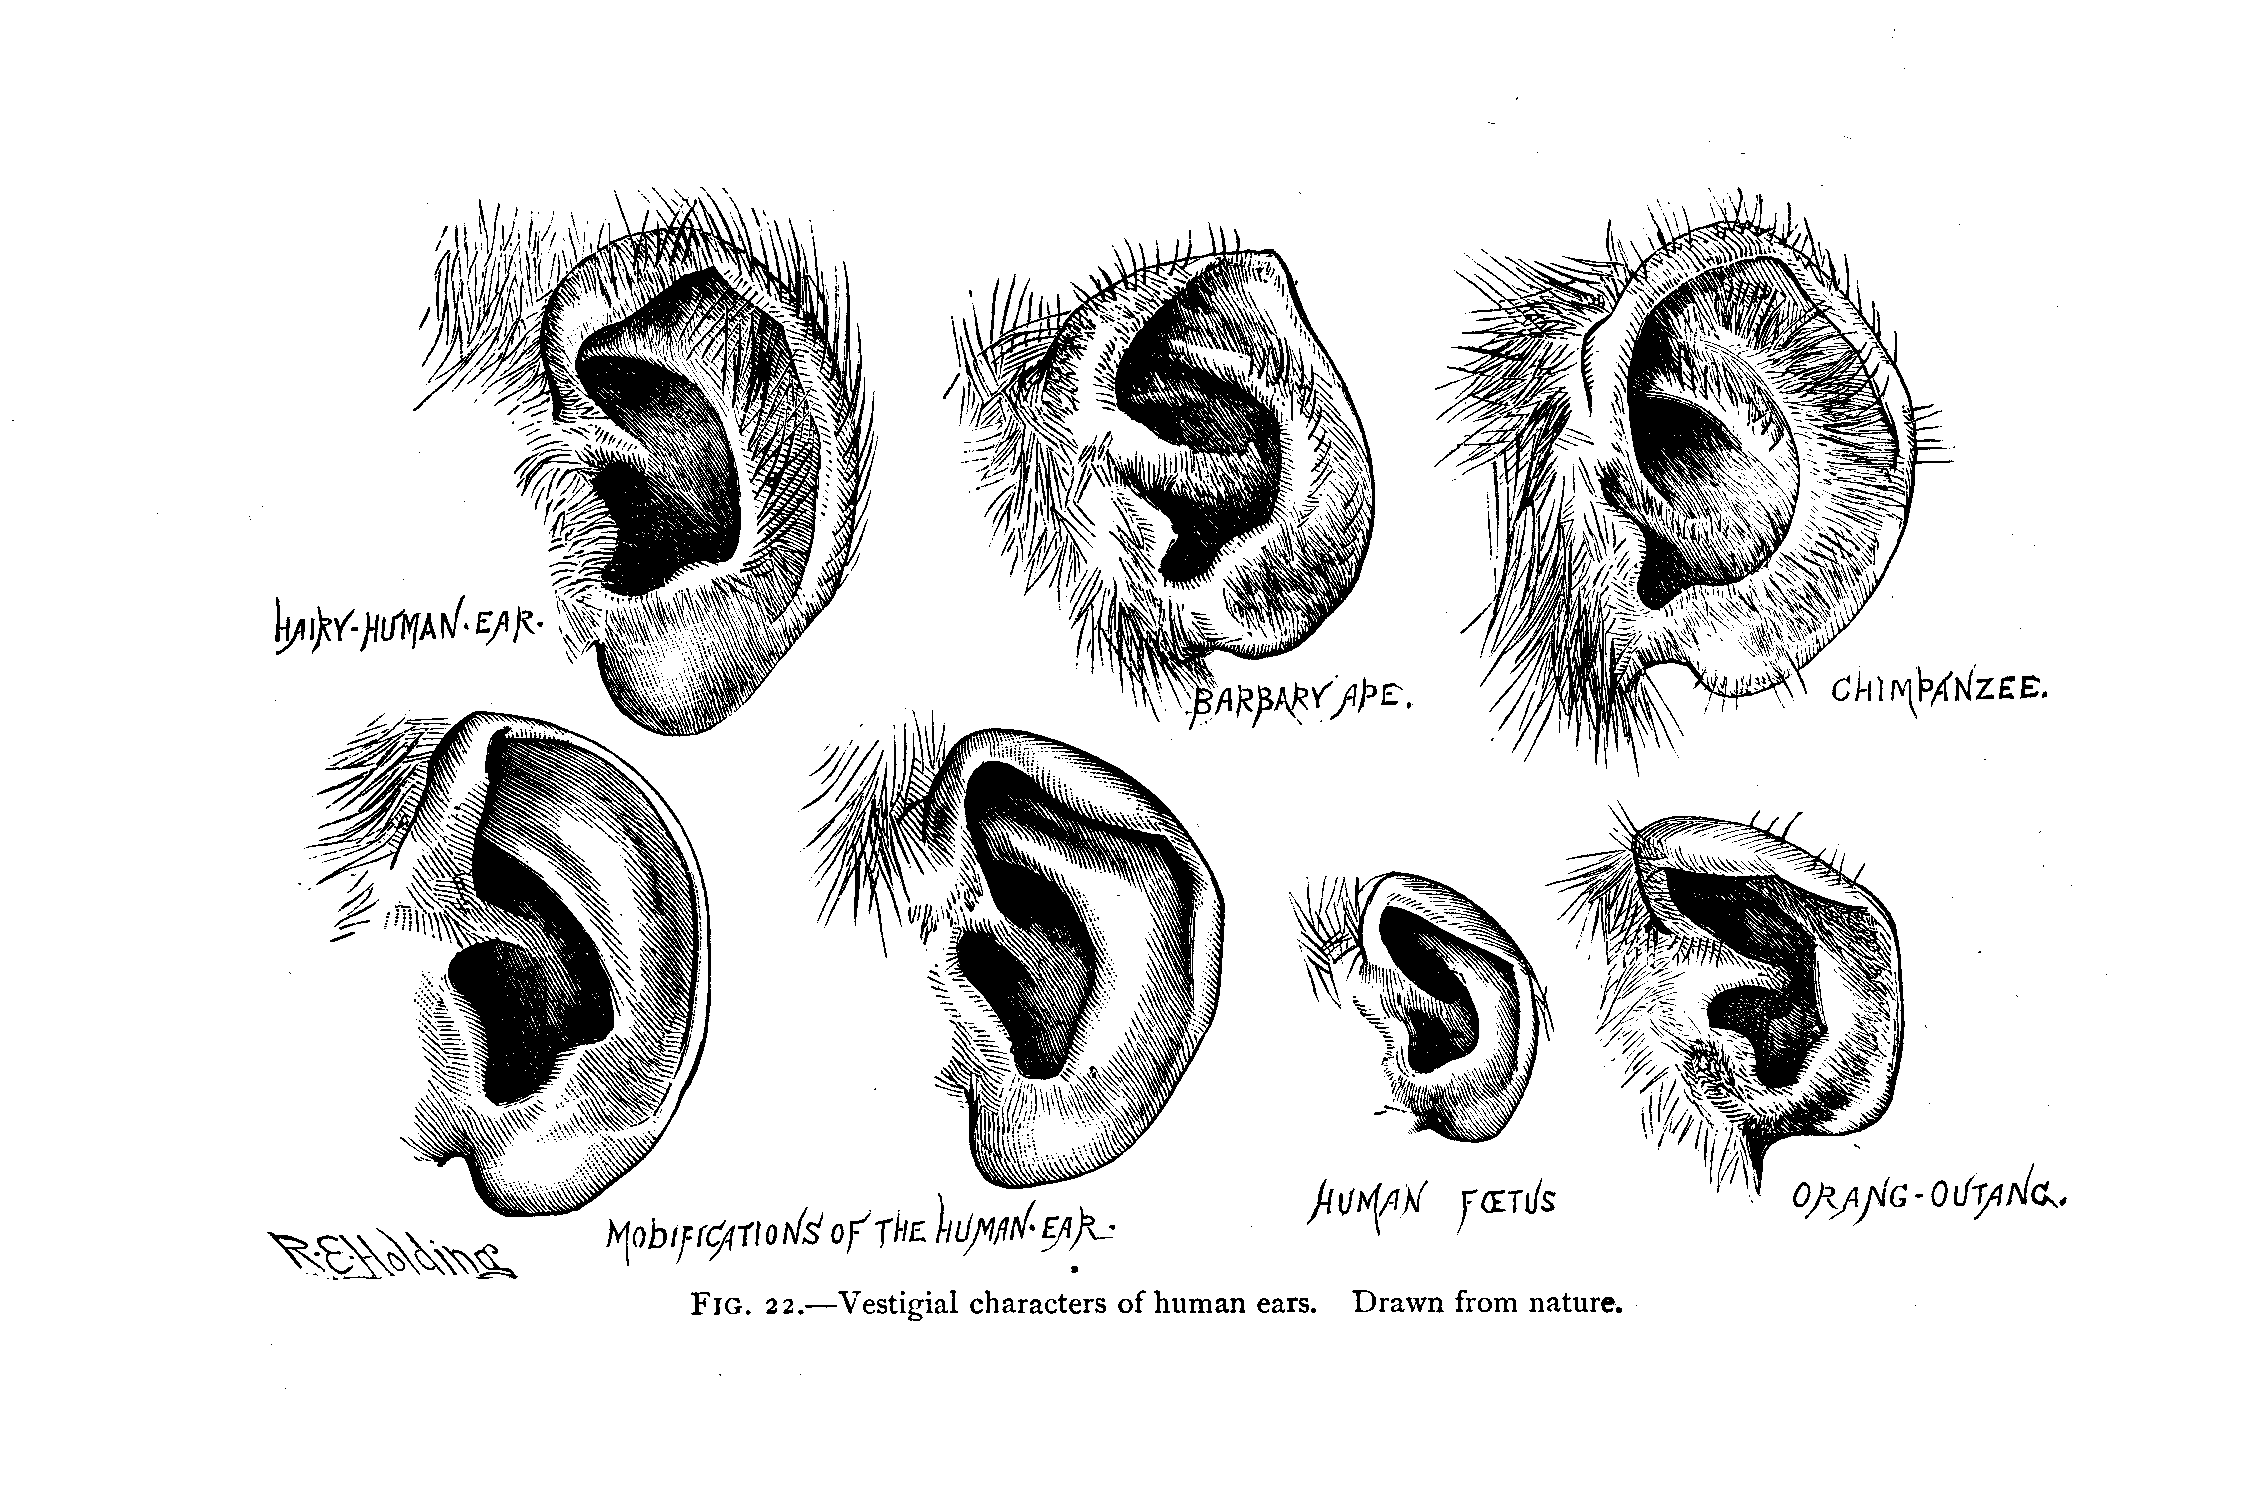 HAIRY-HUMAN·EAR.
BARBARY APE.
CHIMPANZEE.
MODIFICATIONS OF THE HUMAN·EAR.
HUMAN FŒTUS
ORANG-OUTANG.
R.E.Holding
FIG. 22.—Vestigial characters of human ears. Drawn from nature.